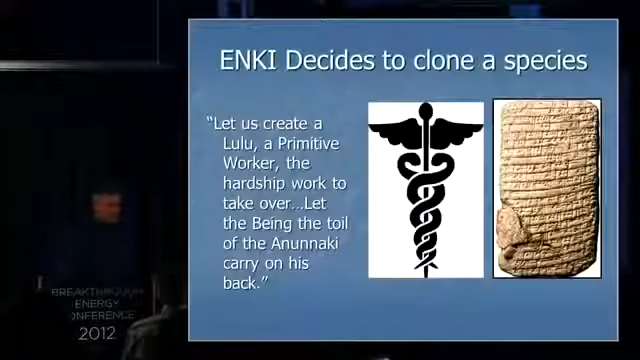 ENKI Decides to clone a species
"Let us create a
Lulu, a Primitive
Worker, the
hardship work to
take over...Let
the Being the toil
of the Anunnaki
carry on his
back."
BREAKTHROUGH
ENERGY
CONFERENCE
2012